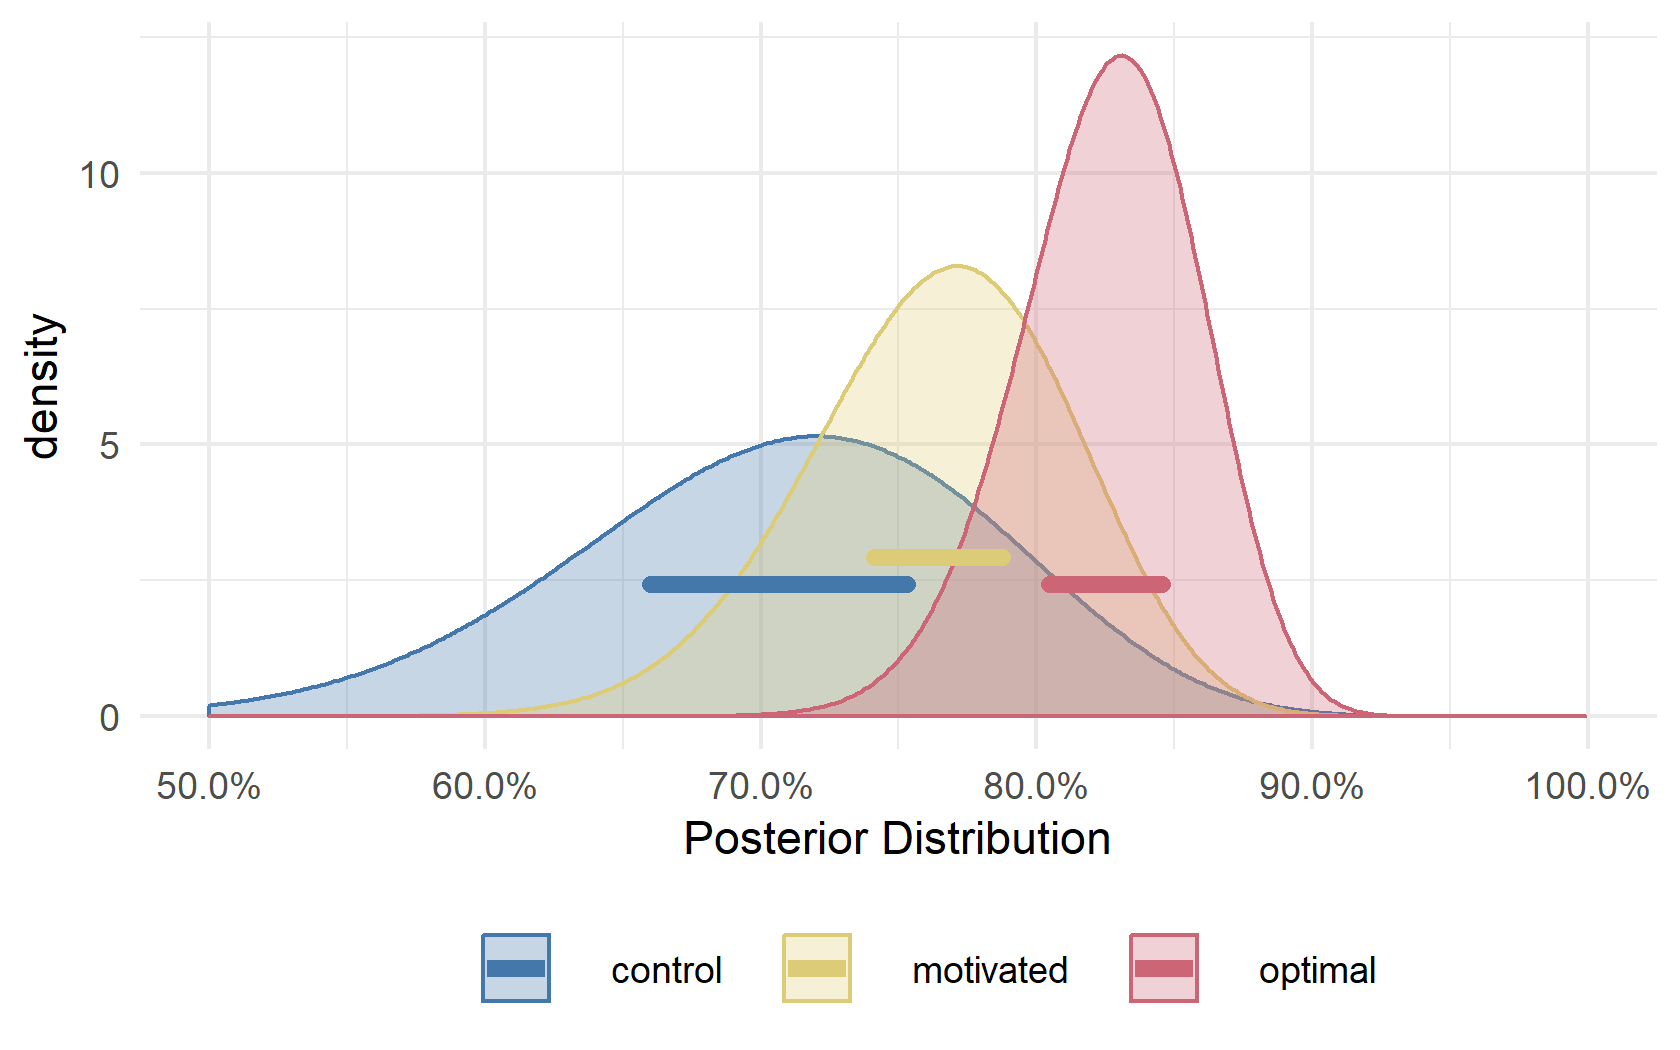 density
10
5
0
50.0% 60.0% 70.0% 80.0% 90.0% 100.0%
Posterior Distribution
control motivated optimal